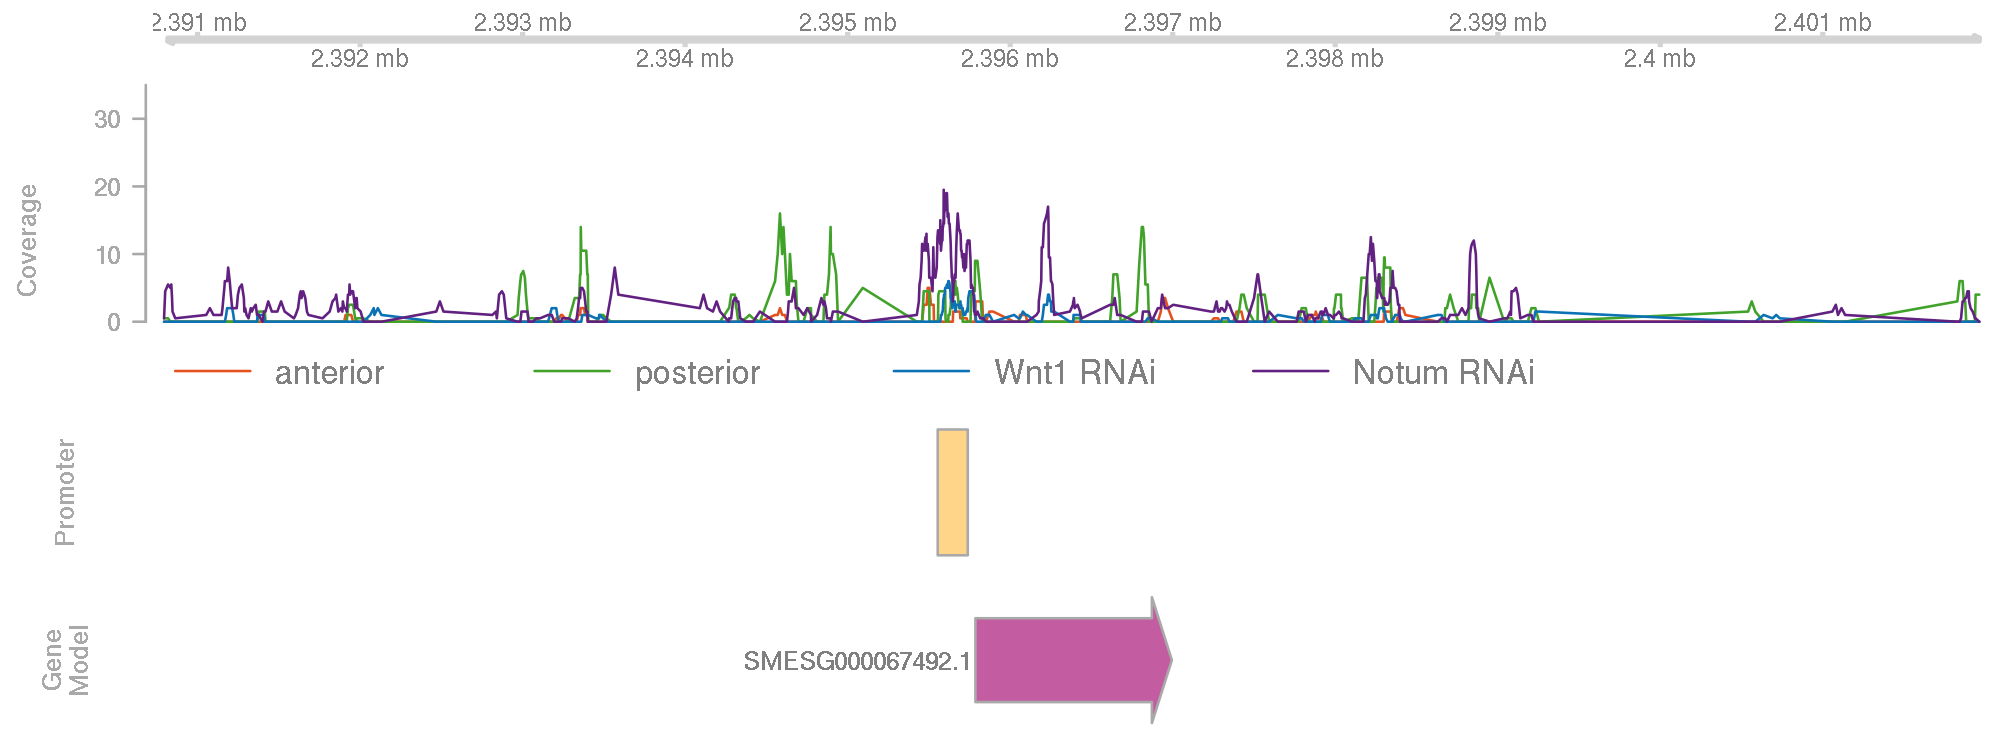 2.391 mb 2.393 mb 2.395 mb 2.397 mb 2.399 mb 2.401 mb
2.392 mb 2.394 mb 2.396 mb 2.398 mb 2.4 mb
Coverage
30
20
10
0
anterior posterior Wnt1 RNAi Notum RNAi
Promoter
Gene
Model
SMESG000067492.1